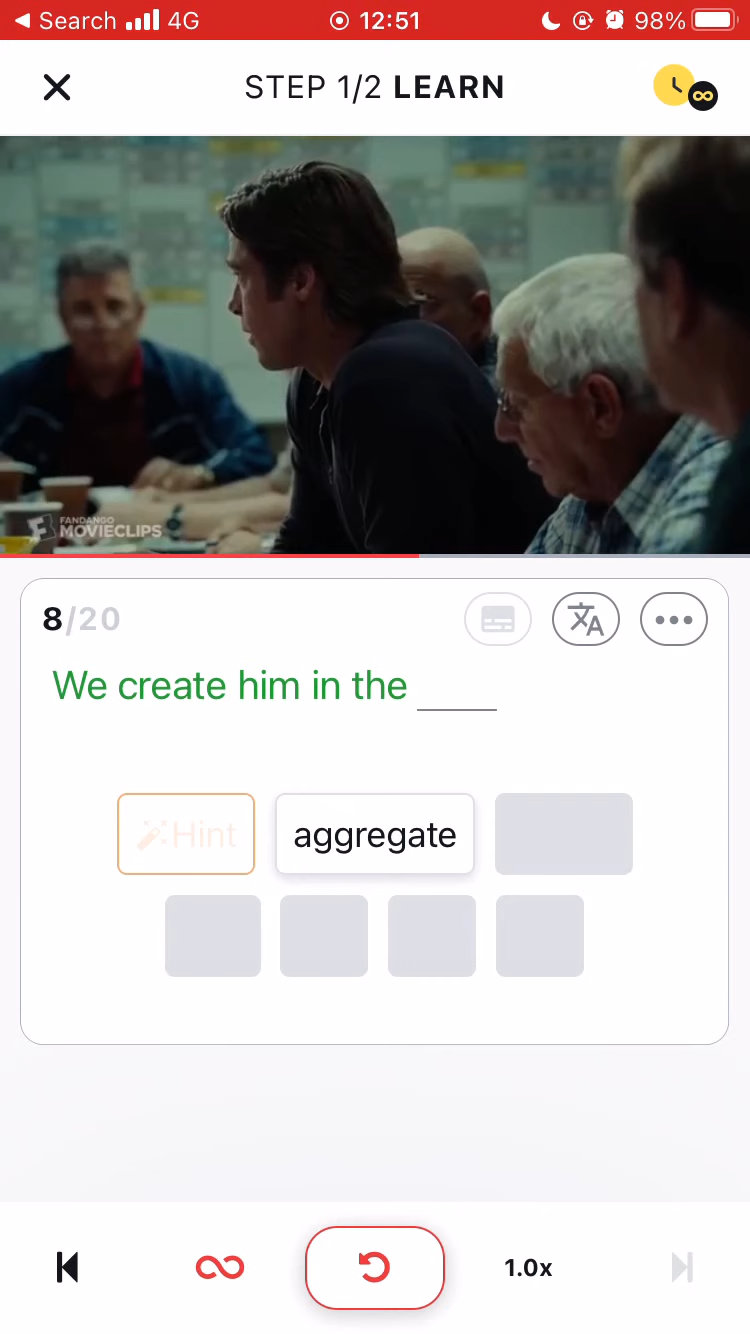 Search 4G 12:51 98%
STEP 1/2 LEARN
FANDANGO
MOVIECLIPS
8/20
We create him in the ____
Hint aggregate
1.0x